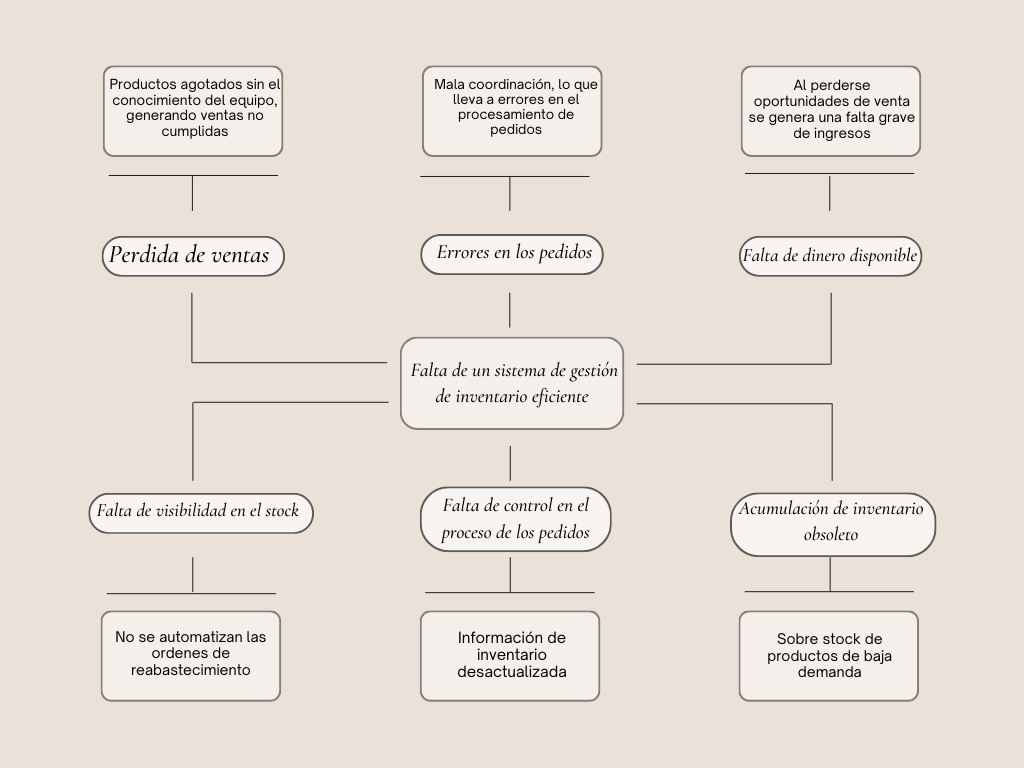 Productos agotados sin el
conocimiento del equipo,
generando ventas no
cumplidas
Mala coordinación, lo que
lleva a errores en el
procesamiento de
pedidos
Al perderse
oportunidades de venta
se genera una falta grave
de ingresos
Perdida de ventas
Errores en los pedidos
Falta de dinero disponible
Falta de un sistema de gestión
de inventario eficiente
Falta de visibilidad en el stock
Falta de control en el
proceso de los pedidos
Acumulación de inventario
obsoleto
No se automatizan las
ordenes de
reabastecimiento
Información de
inventario
desactualizada
Sobre stock de
productos de baja
demanda